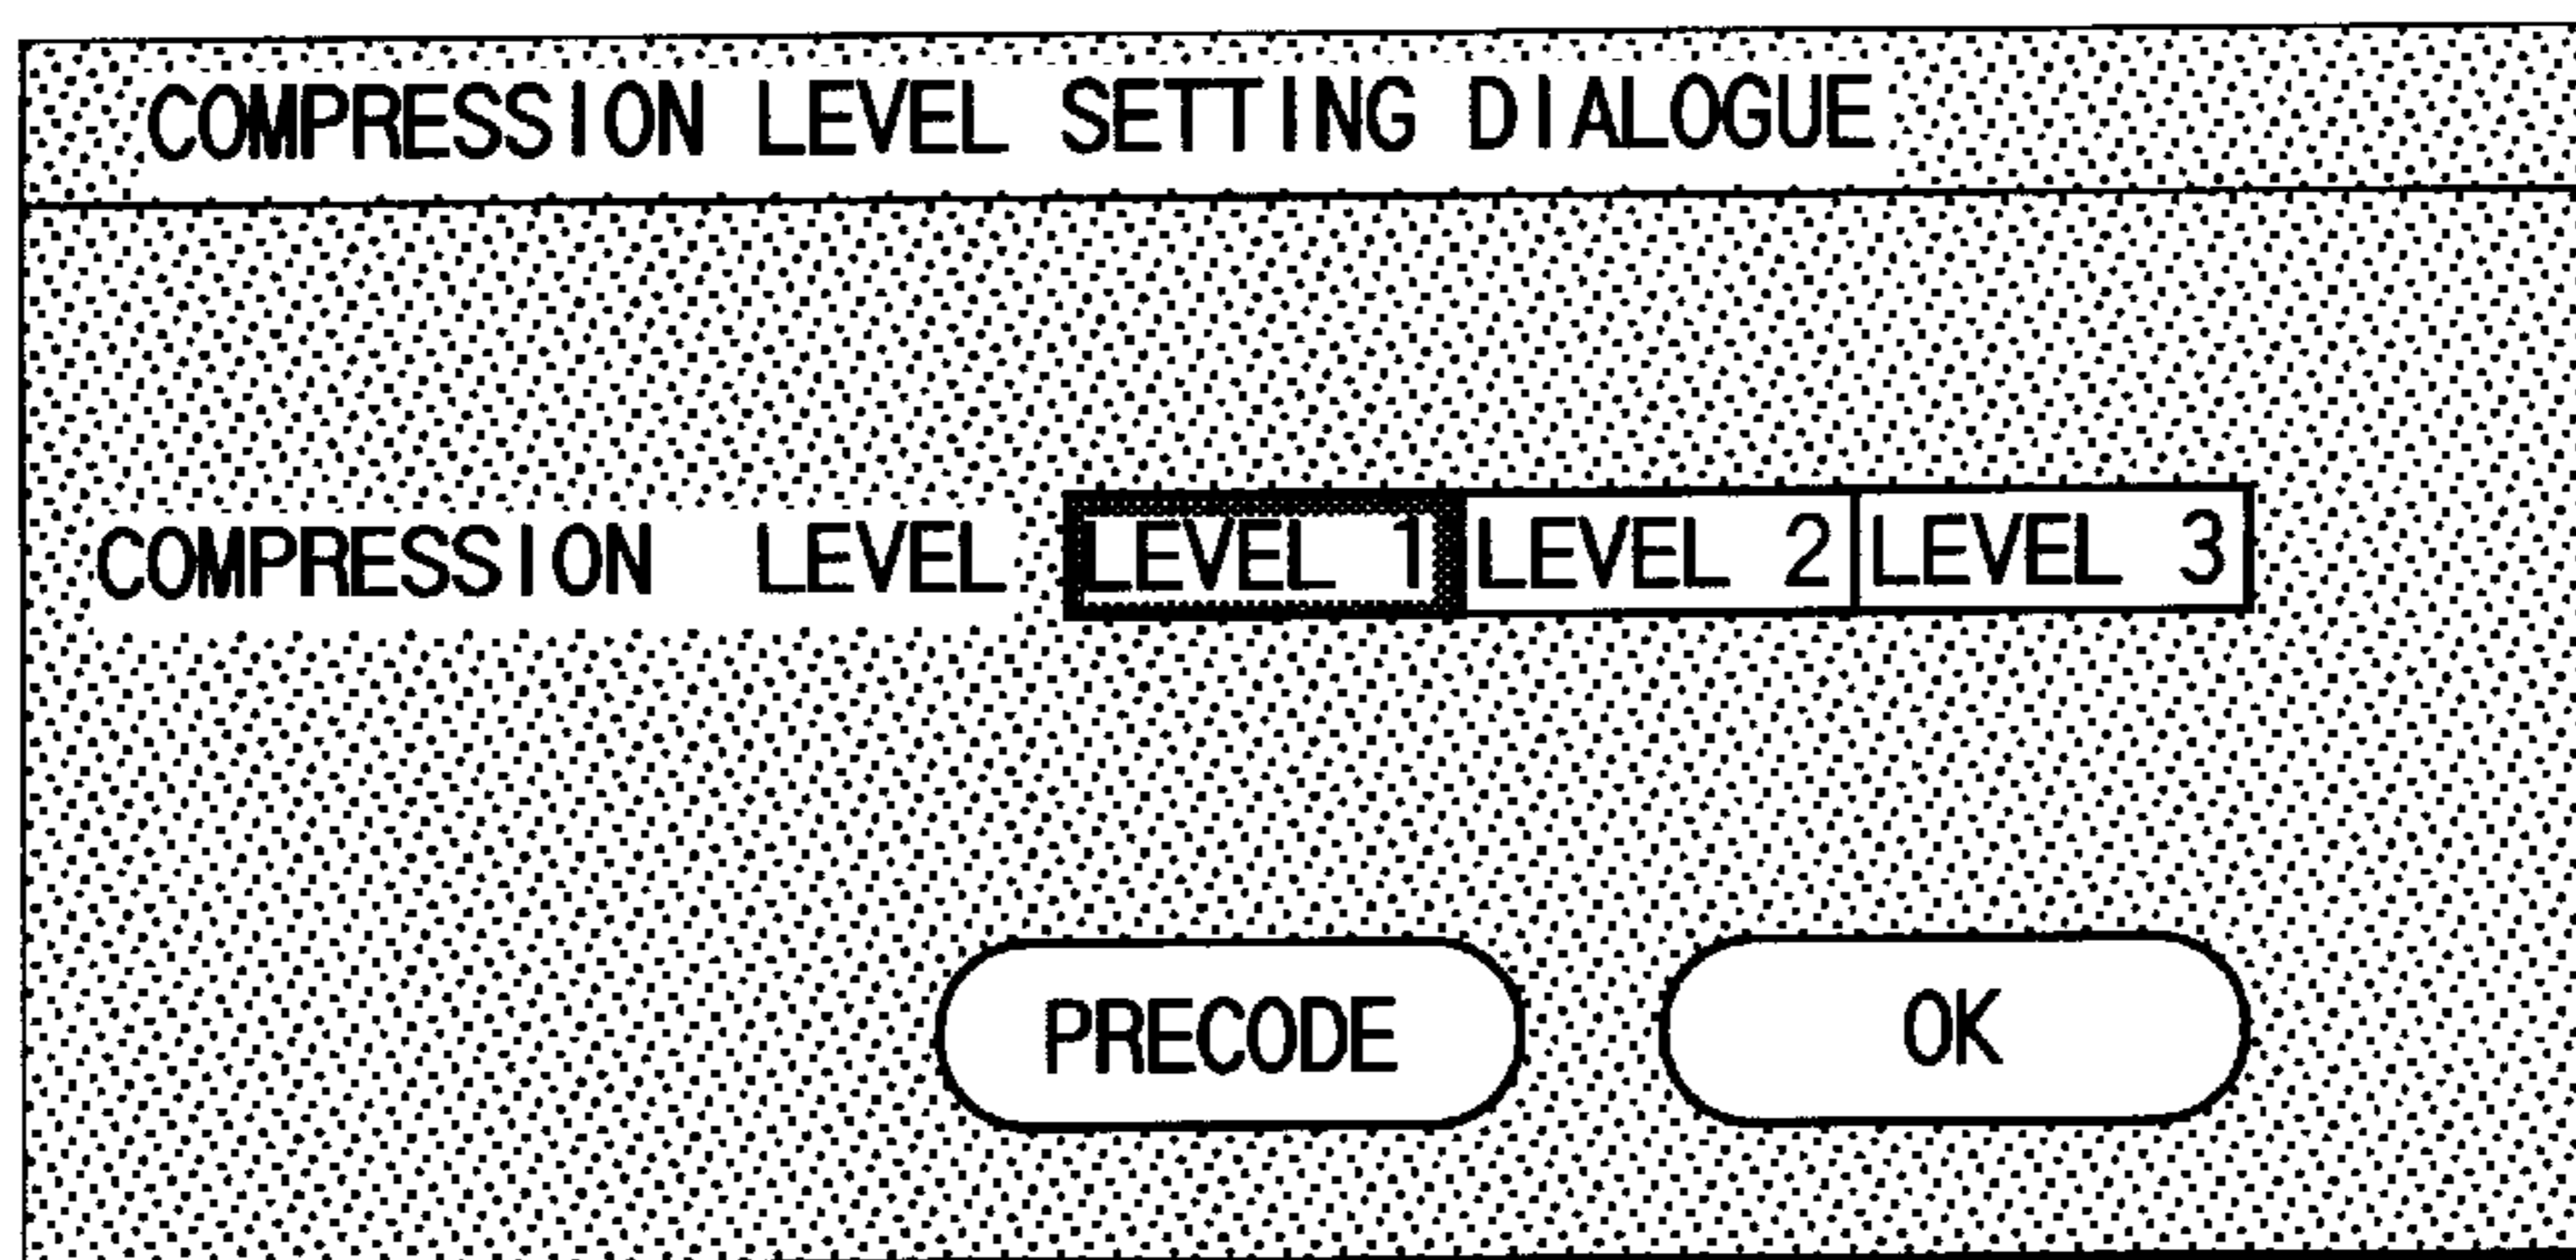 COMPRESSION LEVEL SETTING DIALOGUE
COMPRESSION LEVEL LEVEL 1 LEVEL 2 LEVEL 3
PRECODE OK